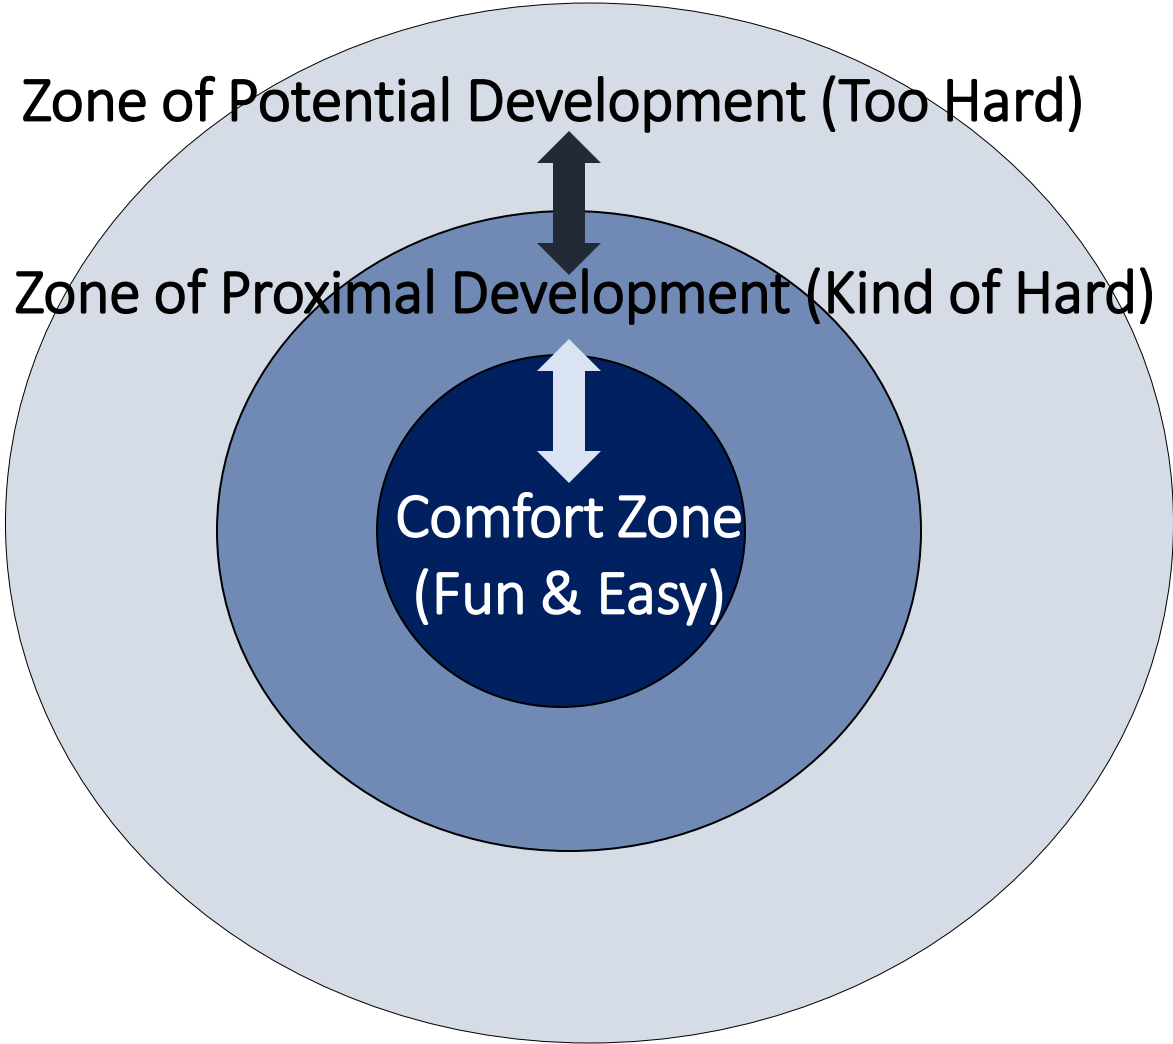 Zone of Potential Development (Too Hard)
Zone of Proximal Development (Kind of Hard)
Comfort Zone
(Fun & Easy)